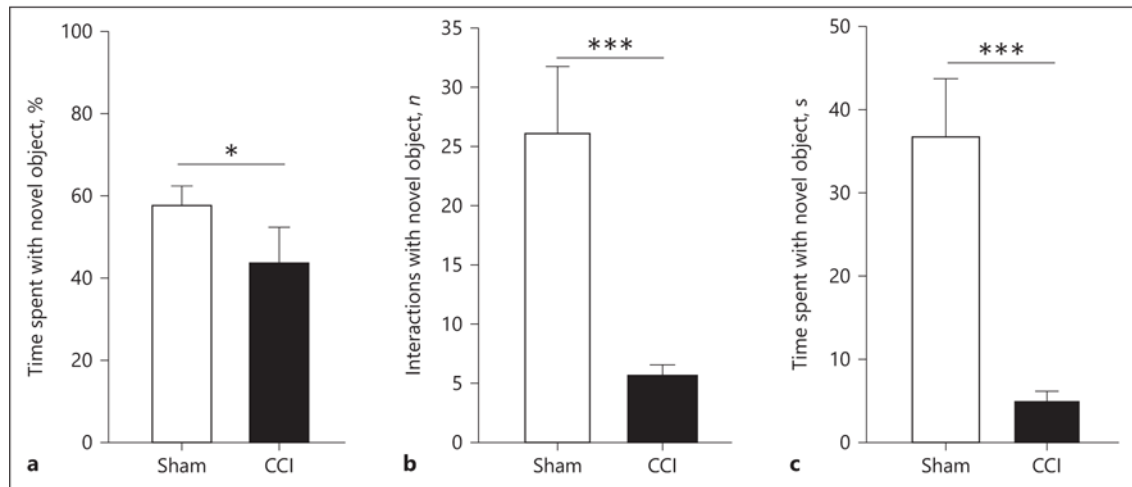 Time spent with novel object, %
100
80
60
40
20
0
*
Sham
CCI
a
Interactions with novel object, n
35
30
25
20
15
10
5
0
***
Sham
CCI
b
Time spent with novel object, s
50
40
30
20
10
0
***
Sham
CCI
c